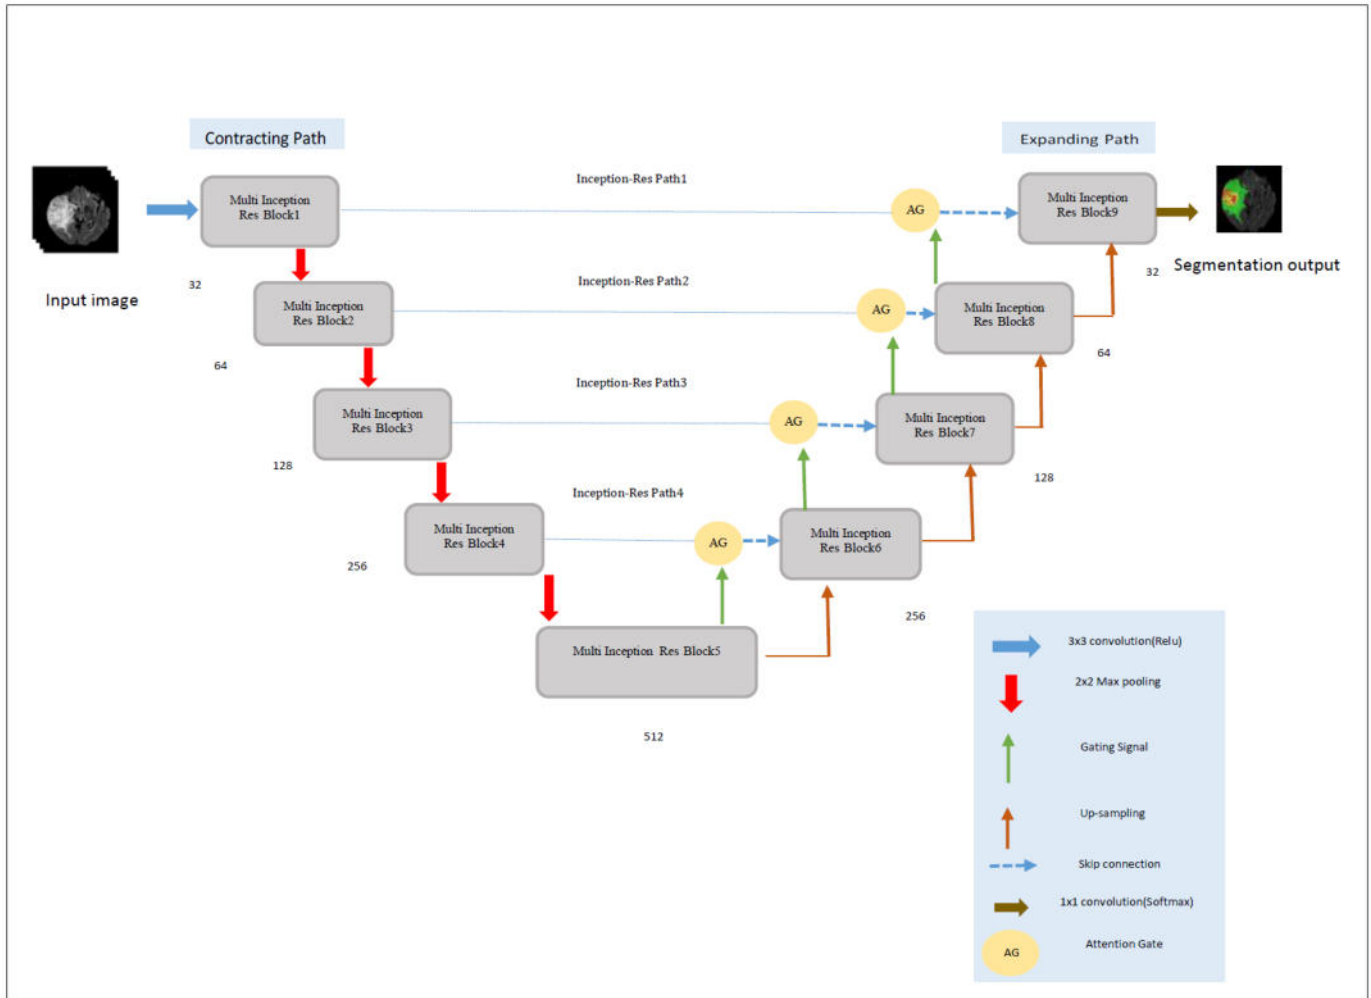 Contracting Path
Expanding Path
Inception-Res Path1
Multi Inception
Res Block1
AG
Multi Inception
Res Block9
Input image
32
Inception-Res Path2
32
Segmentation output
Multi Inception
Res Block2
AG
Multi Inception
Res Block8
64
Inception-Res Path3
64
Multi Inception
Res Block3
AG
Multi Inception
Res Block7
128
Inception-Res Path4
128
Multi Inception
Res Block4
AG
Multi Inception
Res Block6
256
256
Multi Inception Res Block5
512
3x3 convolution(Relu)
2x2 Max pooling
Gating Signal
Up-sampling
Skip connection
1x1 convolution(Softmax)
AG
Attention Gate